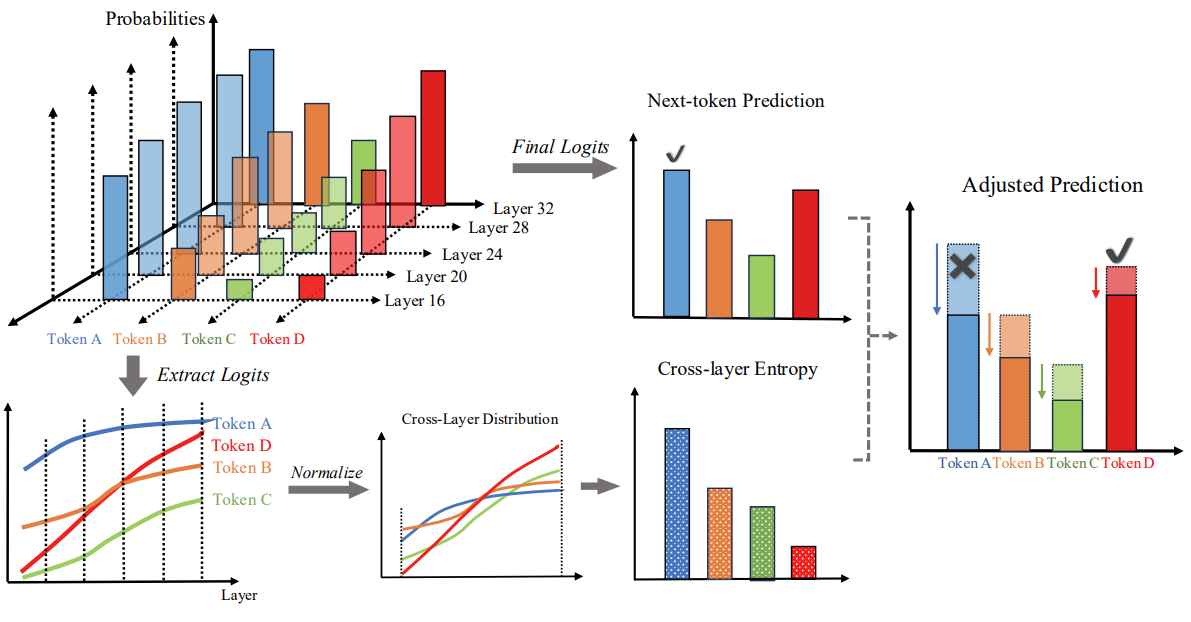 Probabilities
Layer 32
Layer 28
Layer 24
Layer 20
Layer 16
Token A Token B Token C Token D
Extract Logits
Token A
Token D
Token B
Token C
Layer
Normalize
Cross-Layer Distribution
Final Logits
Next-token Prediction
Cross-layer Entropy
Adjusted Prediction
Token A Token B Token C Token D